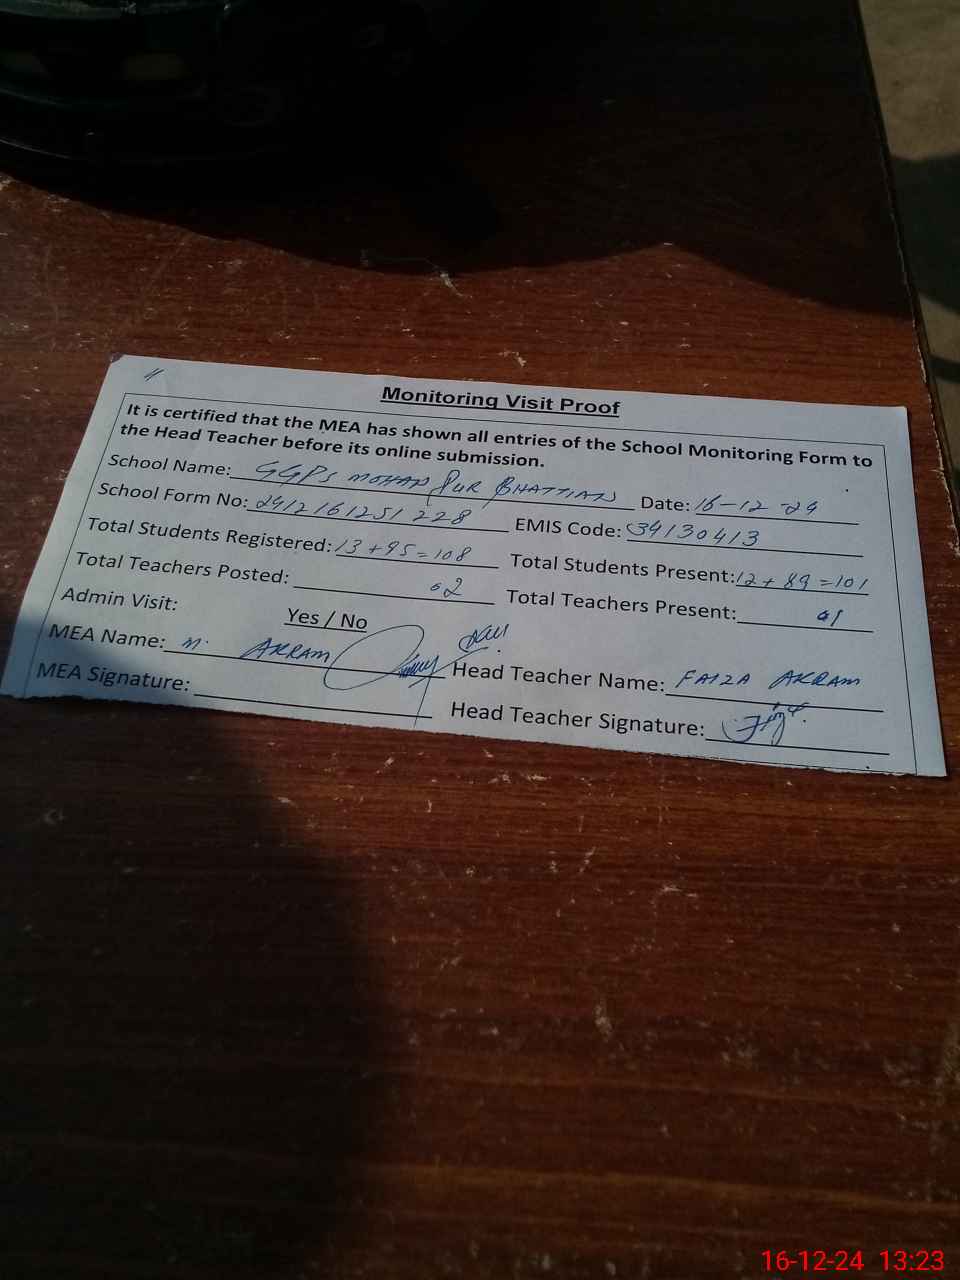 Monitoring Visit Proof
It is certified that the MEA has shown all entries of the School Monitoring Form to
the Head Teacher before its online submission.
School Name: GGPS MOHAN PUR BHATTIAN Date: 16-12-24
School Form No: 2412161251228 EMIS Code: 34130413
Total Students Registered: 13+95=108 Total Students Present: 12+89=101
Total Teachers Posted: 02 Total Teachers Present: 01
Admin Visit: Yes / No
MEA Name: M. AKRAM Head Teacher Name: FAIZA AKRAM
MEA Signature: Head Teacher Signature:
16-12-24 13:23